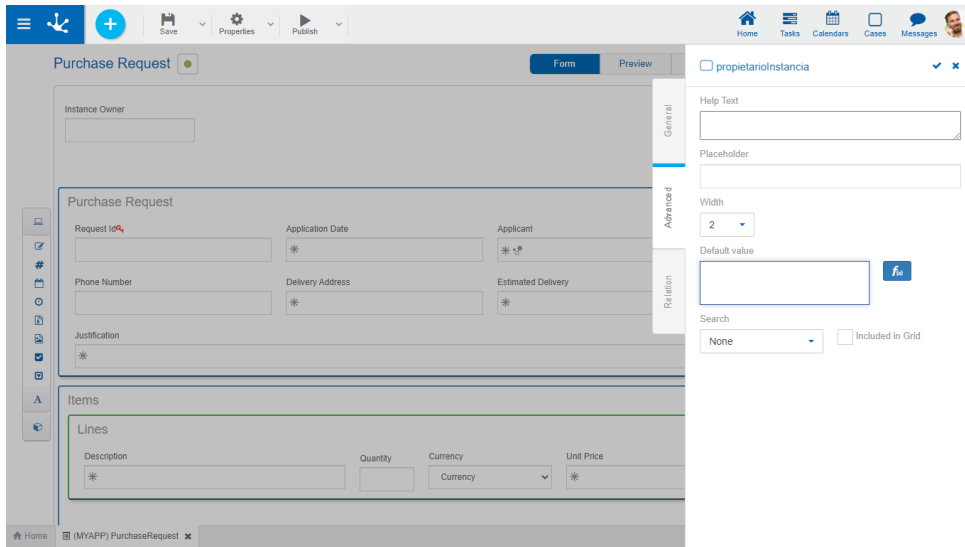 Save
Properties
Publish
Home
Tasks
Calendars
Cases
Messages
Purchase Request
Form
Preview
Instance Owner
Purchase Request
Request Id
Application Date
Applicant
Phone Number
Delivery Address
Estimated Delivery
Justification
Items
Lines
Description
Quantity
Currency
Unit Price
Currency
General
Advanced
Relation
propietarioInstancia
Help Text
Placeholder
Width
2
Default value
f(x)
Search
None
Included in Grid
Home
(MYAPP) PurchaseRequest